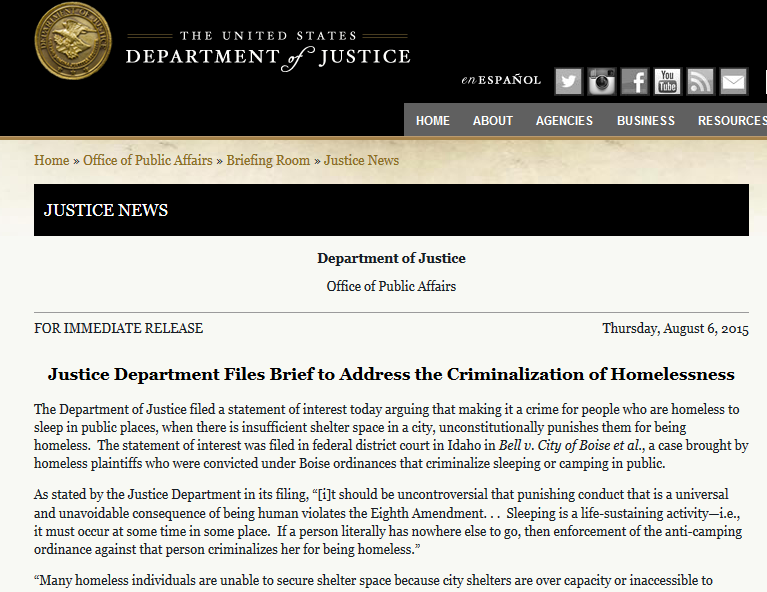 THE UNITED STATES
DEPARTMENT of JUSTICE
en ESPAÑOL
You
Tube
HOME ABOUT AGENCIES BUSINESS RESOURCES
Home » Office of Public Affairs » Briefing Room » Justice News
JUSTICE NEWS
Department of Justice
Office of Public Affairs
FOR IMMEDIATE RELEASE Thursday, August 6, 2015
Justice Department Files Brief to Address the Criminalization of Homelessness
The Department of Justice filed a statement of interest today arguing that making it a crime for people who are homeless to
sleep in public places, when there is insufficient shelter space in a city, unconstitutionally punishes them for being
homeless.  The statement of interest was filed in federal district court in Idaho in Bell v. City of Boise et al., a case brought by
homeless plaintiffs who were convicted under Boise ordinances that criminalize sleeping or camping in public.
As stated by the Justice Department in its filing, “[i]t should be uncontroversial that punishing conduct that is a universal
and unavoidable consequence of being human violates the Eighth Amendment. . .  Sleeping is a life-sustaining activity—i.e.,
it must occur at some time in some place.  If a person literally has nowhere else to go, then enforcement of the anti-camping
ordinance against that person criminalizes her for being homeless.”
“Many homeless individuals are unable to secure shelter space because city shelters are over capacity or inaccessible to